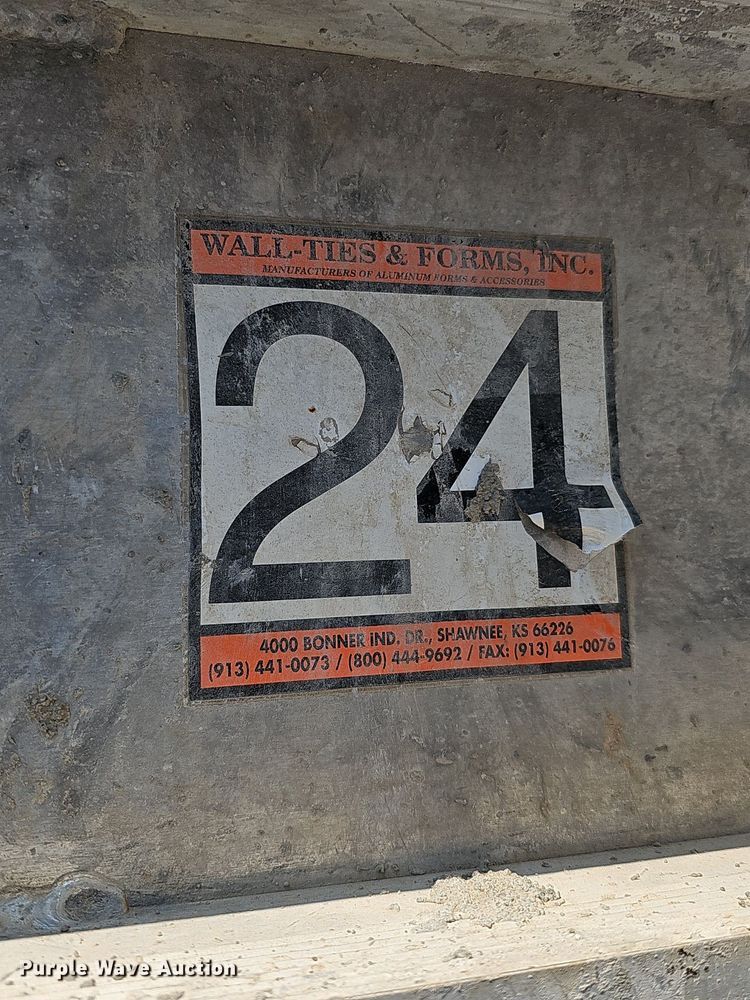 WALL-TIES & FORMS, INC.
MANUFACTURERS OF ALUMINUM FORMS & ACCESSORIES
24
4000 BONNER IND. DR., SHAWNEE, KS 66226
(913) 441-0073 / (800) 444-9692 / FAX: (913) 441-0076
Purple Wave Auction